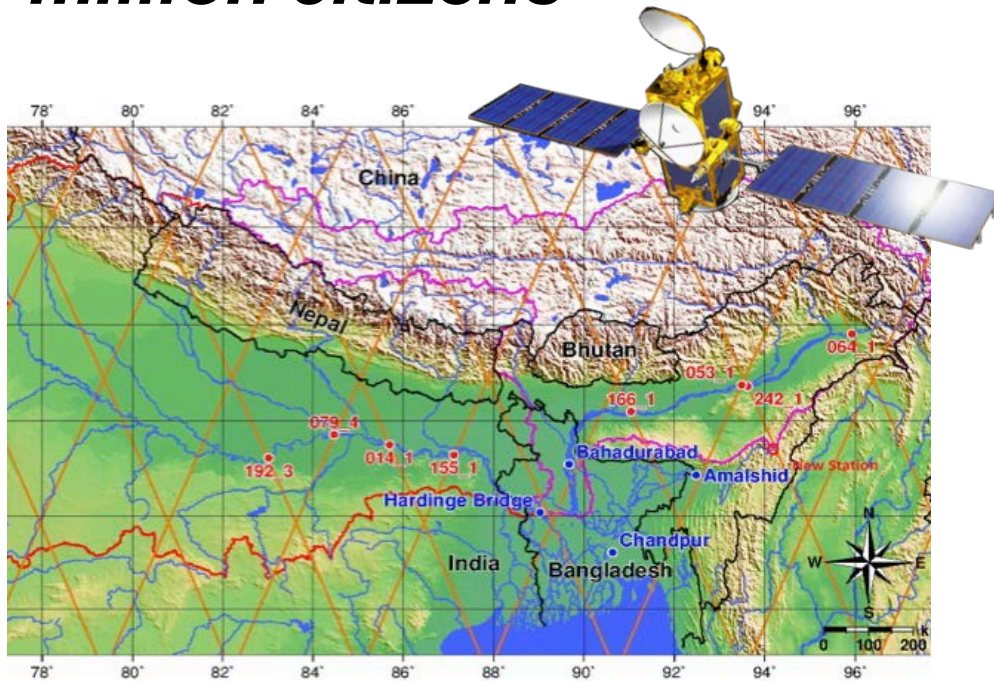 million citizens
78° 80° 82° 84° 86° 94° 96°
China
Nepal
Bhutan
064_1
053_1
242_1
166_1
079_4
014_1
155_1
192_3
Bahadurabad
New Station
Amalshid
Hardinge Bridge
Chandpur
India
Bangladesh
N
W E
S
0 100 200
78° 80° 82° 84° 86° 88° 90° 92° 94° 96°